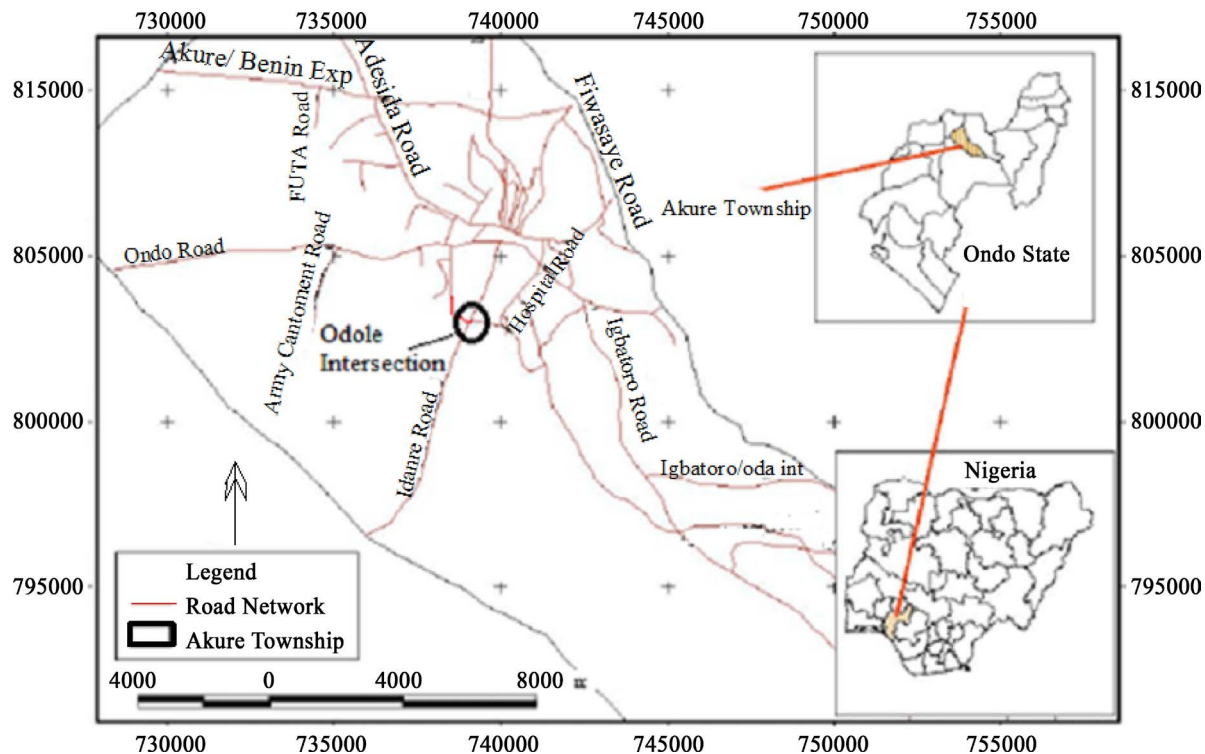 730000 735000 740000 745000 750000 755000
Akure/ Benin Exp
Adesida Road
Fiwasaye Road
FUTA Road
815000
815000
Akure Township
Ondo State
Ondo Road
Army Cantoment Road
Hospital Road
805000
805000
Odole
Intersection
Igbatoro Road
Idanre Road
800000
800000
Igbatoro/oda int
Nigeria
795000
795000
Legend
Road Network
Akure Township
4000 0 4000 8000
730000 735000 740000 745000 750000 755000